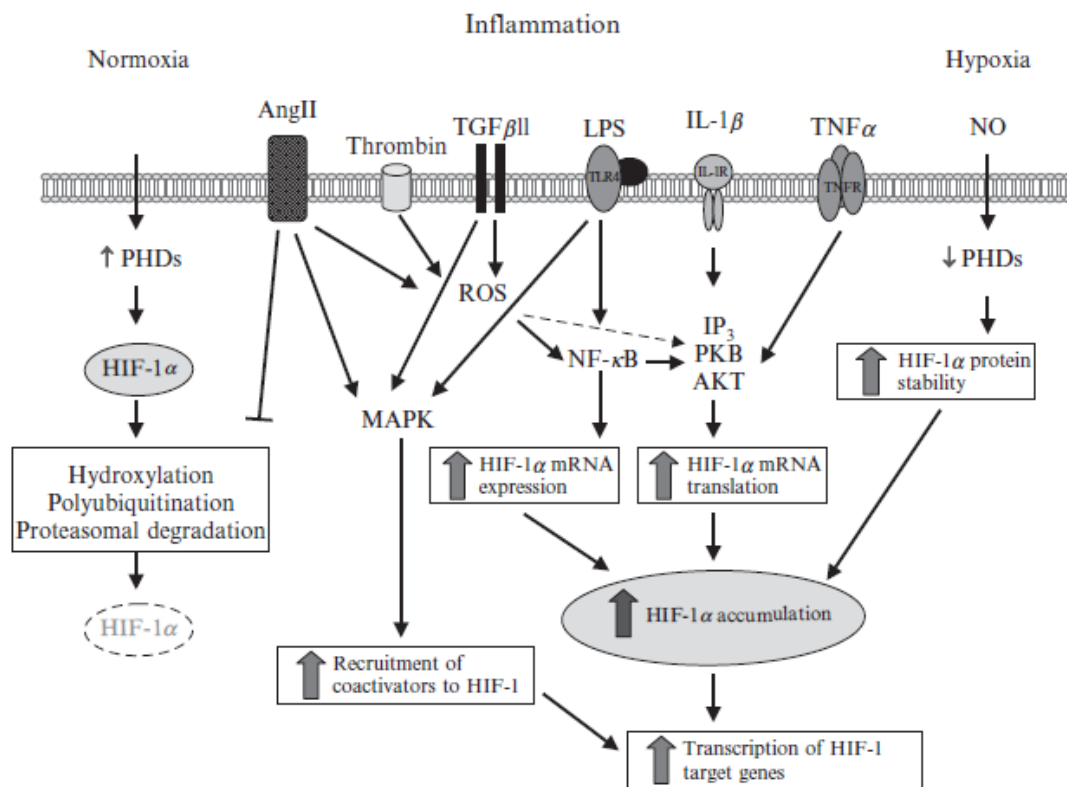 Inflammation
Normoxia
Hypoxia
AngII
Thrombin
TGFβII
LPS
IL-1β
TNFα
NO
TLR4
IL-1R
TNFR
↑ PHDs
ROS
↓ PHDs
HIF-1α
MAPK
NF-κB
IP₃
PKB
AKT
HIF-1α protein
stability
Hydroxylation
Polyubiquitination
Proteasomal degradation
HIF-1α mRNA
expression
HIF-1α mRNA
translation
HIF-1α
HIF-1α accumulation
Recruitment of
coactivators to HIF-1
Transcription of HIF-1
target genes